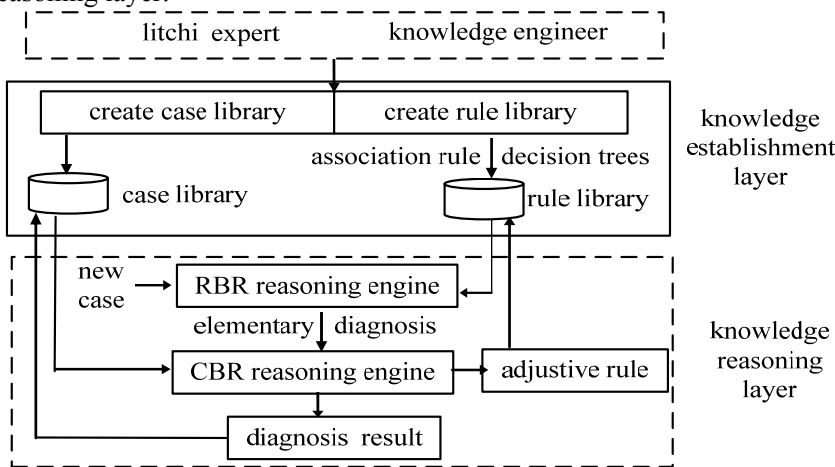 easoning layer.
litchi expert knowledge engineer
create case library create rule library
knowledge
establishment
layer
association rule decision trees
case library
rule library
new
case
RBR reasoning engine
elementary diagnosis
knowledge
reasoning
layer
CBR reasoning engine
adjustive rule
diagnosis result